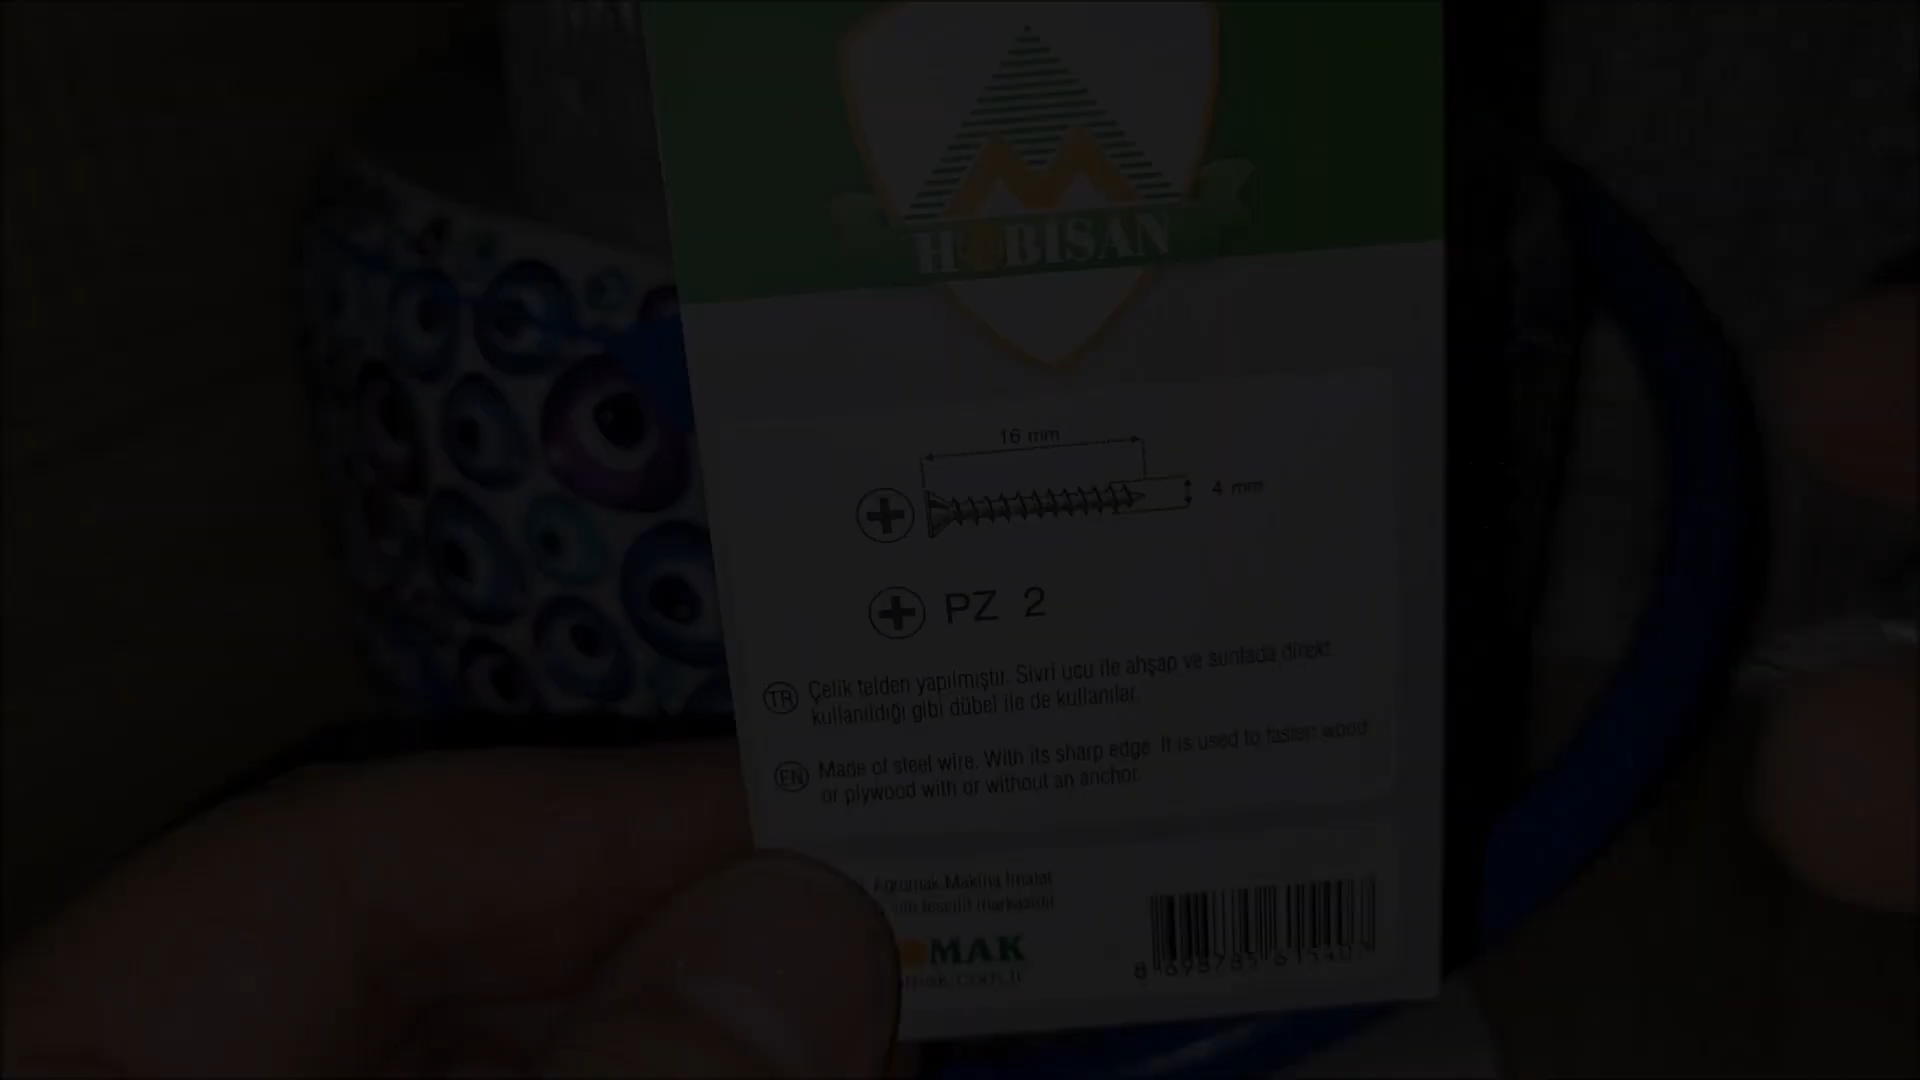 HOBISAN
16 mm
4 mm
PZ 2
TR Çelik telden yapılmıştır. Sivri ucu ile ahşap ve suntada direkt
kullanıldığı gibi dübel ile de kullanılır.
EN Made of steel wire. With its sharp edge. It is used to fasten wood
or plywood with or without an anchor.
Agromak Makina İmalat
MAK